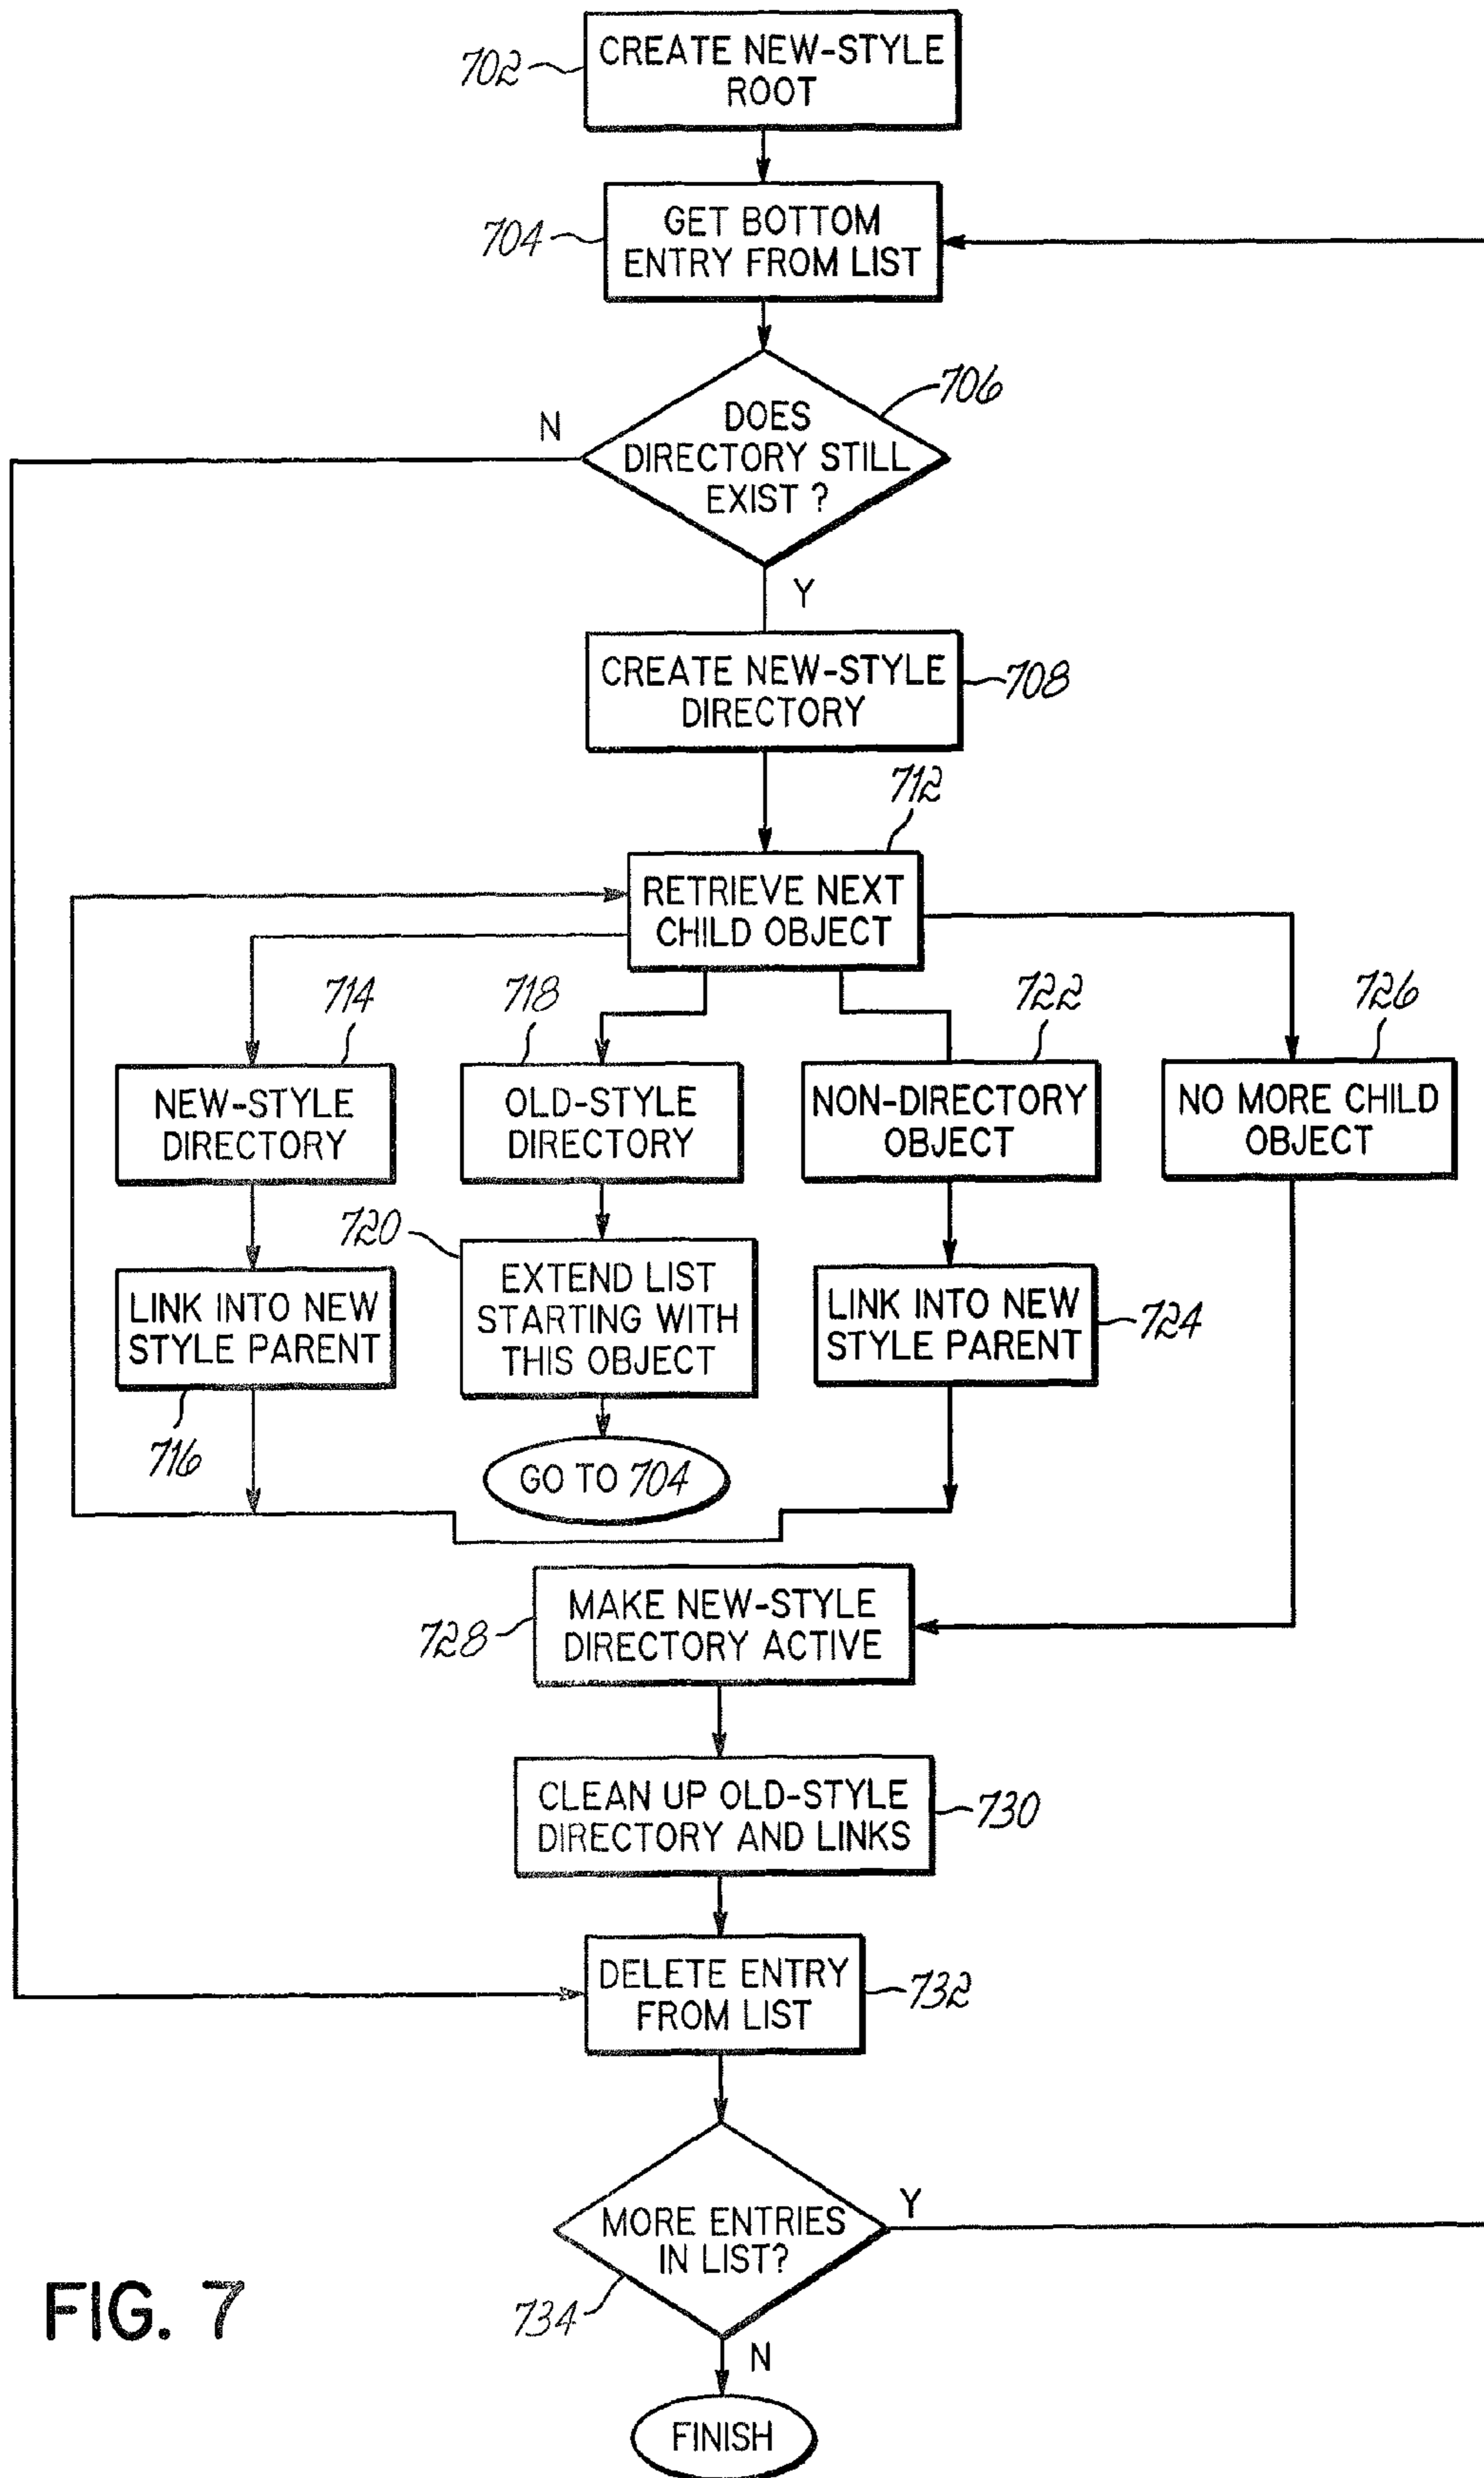 702
CREATE NEW-STYLE
ROOT
704
GET BOTTOM
ENTRY FROM LIST
706
DOES
DIRECTORY STILL
EXIST ?
N
Y
CREATE NEW-STYLE
DIRECTORY
708
712
RETRIEVE NEXT
CHILD OBJECT
714
718
722
726
NEW-STYLE
DIRECTORY
OLD-STYLE
DIRECTORY
NON-DIRECTORY
OBJECT
NO MORE CHILD
OBJECT
720
LINK INTO NEW
STYLE PARENT
716
EXTEND LIST
STARTING WITH
THIS OBJECT
LINK INTO NEW
STYLE PARENT
724
GO TO 704
728
MAKE NEW-STYLE
DIRECTORY ACTIVE
CLEAN UP OLD-STYLE
DIRECTORY AND LINKS
730
DELETE ENTRY
FROM LIST
732
MORE ENTRIES
IN LIST?
Y
734
N
FINISH
FIG. 7